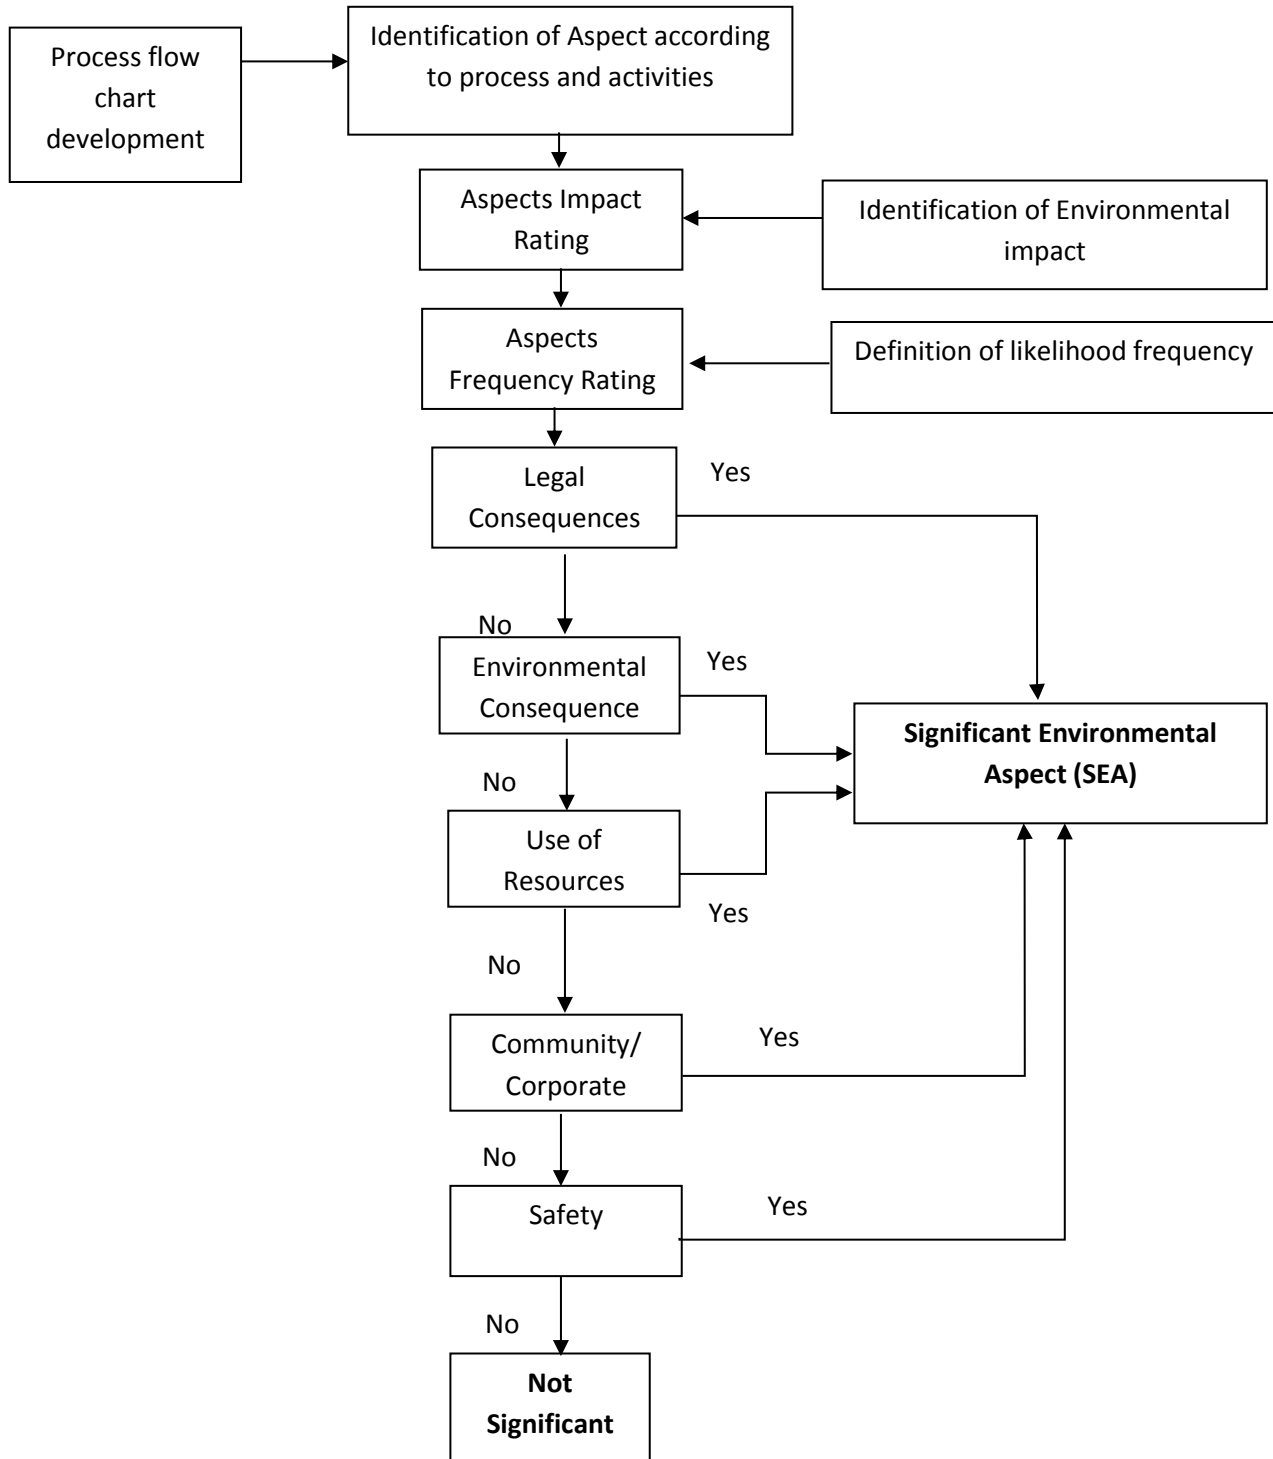 Process flow
chart
development
Identification of Aspect according
to process and activities
Aspects Impact
Rating
Identification of Environmental
impact
Aspects
Frequency Rating
Definition of likelihood frequency
Legal
Consequences
Yes
No
Environmental
Consequence
Yes
Significant Environmental
Aspect (SEA)
No
Use of
Resources
Yes
No
Community/
Corporate
Yes
No
Safety
Yes
No
Not
Significant